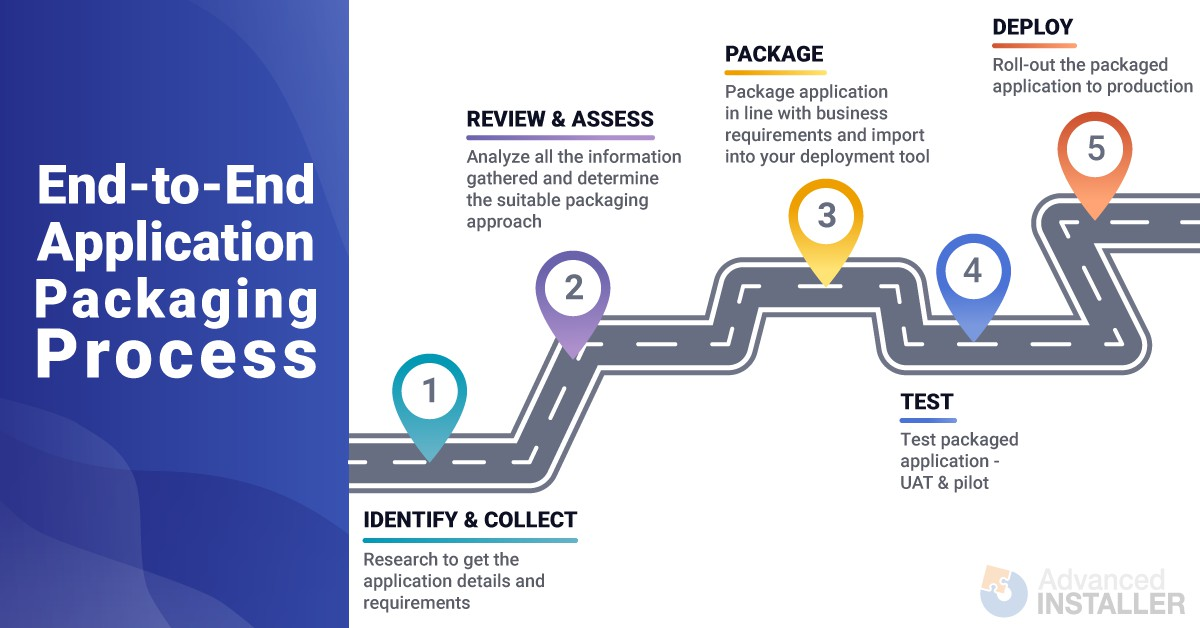 End-to-End
Application
Packaging
Process
1
IDENTIFY & COLLECT
Research to get the
application details and
requirements
2
REVIEW & ASSESS
Analyze all the information
gathered and determine
the suitable packaging
approach
3
PACKAGE
Package application
in line with business
requirements and import
into your deployment tool
4
TEST
Test packaged
application -
UAT & pilot
5
DEPLOY
Roll-out the packaged
application to production
Advanced
INSTALLER